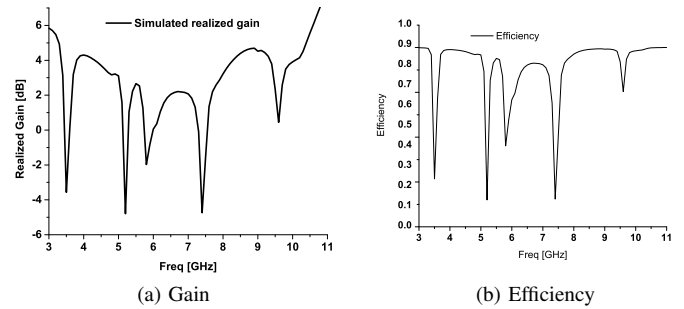 Simulated realized gain
Realized Gain [dB]
6
4
2
0
-2
-4
-6
3 4 5 6 7 8 9 10 11
Freq [GHz]
(a) Gain
Efficiency
Efficiency
1.0
0.9
0.8
0.7
0.6
0.4
0.3
0.2
0.1
0.0
3 4 5 6 7 8 9 10 11
Freq [GHz]
(b) Efficiency